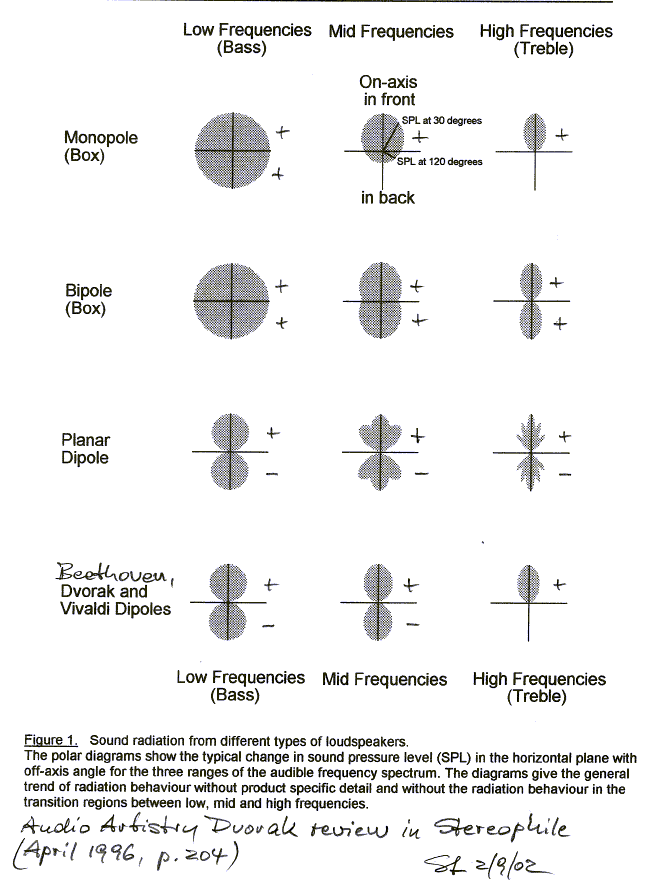 Low Frequencies Mid Frequencies High Frequencies
(Bass) (Treble)
On-axis
in front
Monopole
(Box)
SPL at 30 degrees
+ + +
SPL at 120 degrees
+
in back
Bipole
(Box)
+ + +
+ + +
Planar
Dipole
+ + +
− − −
Beethoven,
Dvorak and
Vivaldi Dipoles
+ + +
− −
Low Frequencies Mid Frequencies High Frequencies
(Bass) (Treble)
Figure 1. Sound radiation from different types of loudspeakers.
The polar diagrams show the typical change in sound pressure level (SPL) in the horizontal plane with
off-axis angle for the three ranges of the audible frequency spectrum. The diagrams give the general
trend of radiation behaviour without product specific detail and without the radiation behaviour in the
transition regions between low, mid and high frequencies.
Audio Artistry Dvorak review in Stereophile
(April 1996, p.204) SL 2/9/02